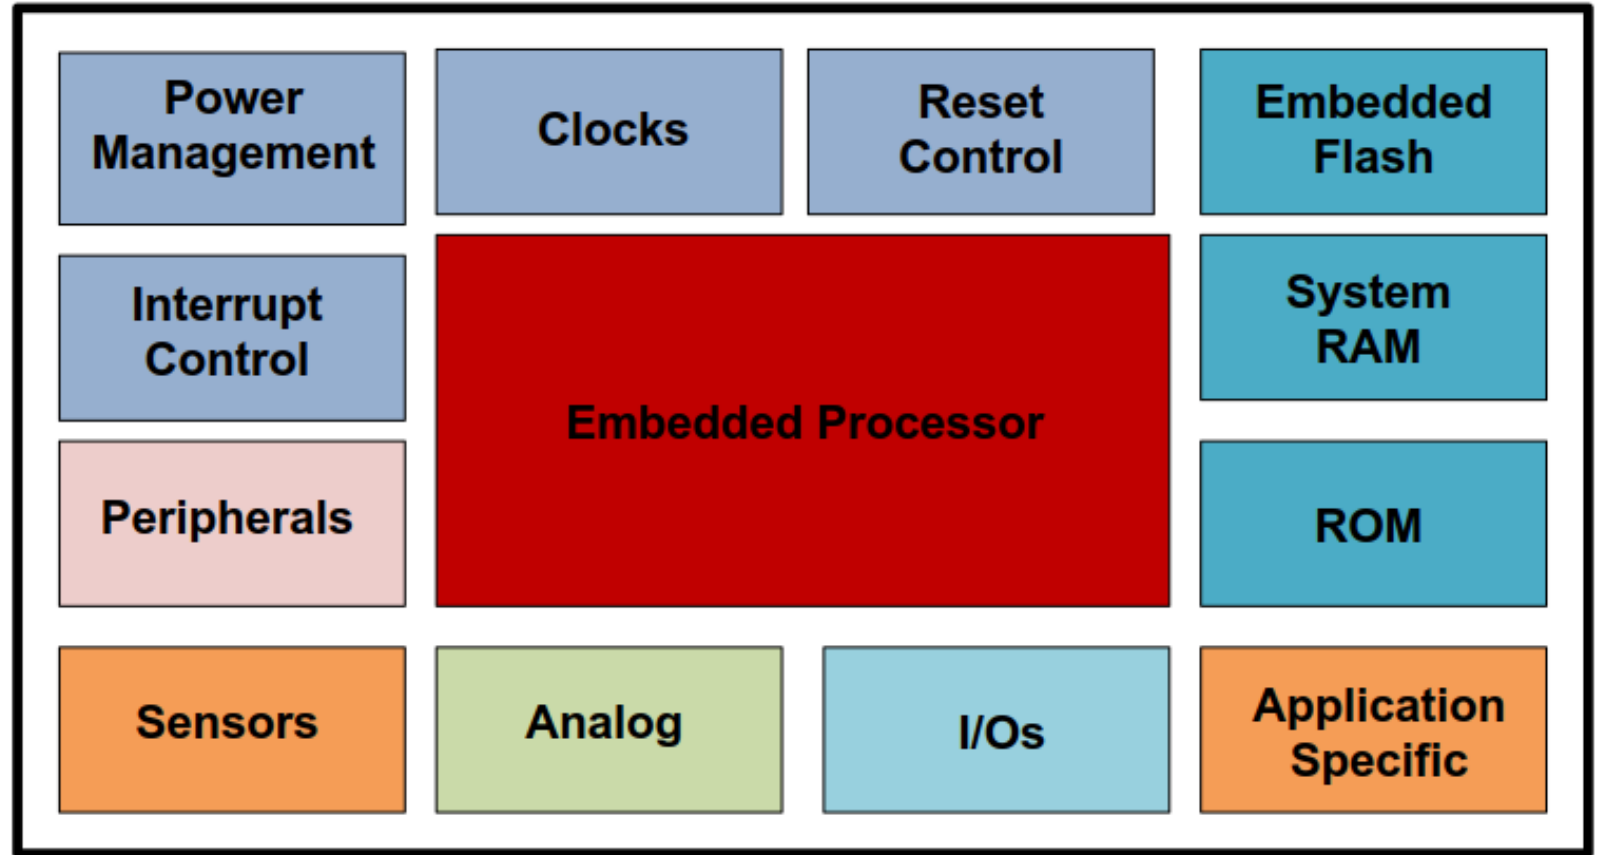 Power
Management
Clocks
Reset
Control
Embedded
Flash
Interrupt
Control
Embedded Processor
System
RAM
Peripherals
ROM
Sensors
Analog
I/Os
Application
Specific